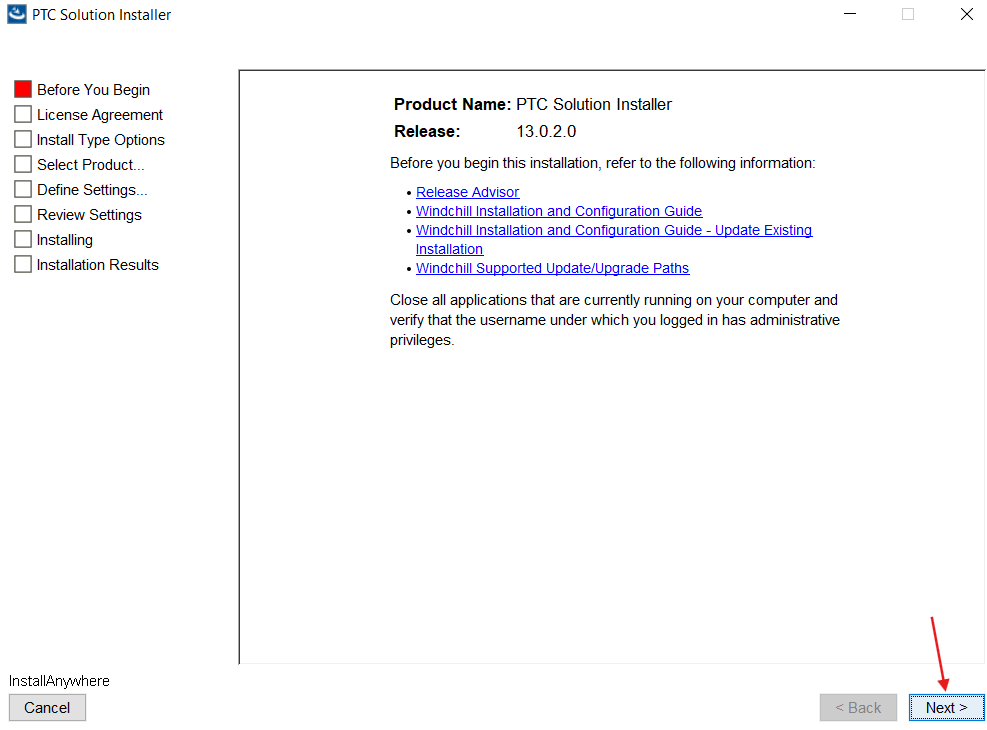 PTC Solution Installer
Before You Begin
License Agreement
Install Type Options
Select Product...
Define Settings...
Review Settings
Installing
Installation Results
Product Name: PTC Solution Installer
Release: 13.0.2.0
Before you begin this installation, refer to the following information:
• Release Advisor
• Windchill Installation and Configuration Guide
• Windchill Installation and Configuration Guide - Update Existing
Installation
• Windchill Supported Update/Upgrade Paths
Close all applications that are currently running on your computer and
verify that the username under which you logged in has administrative
privileges.
InstallAnywhere
Cancel
< Back
Next >